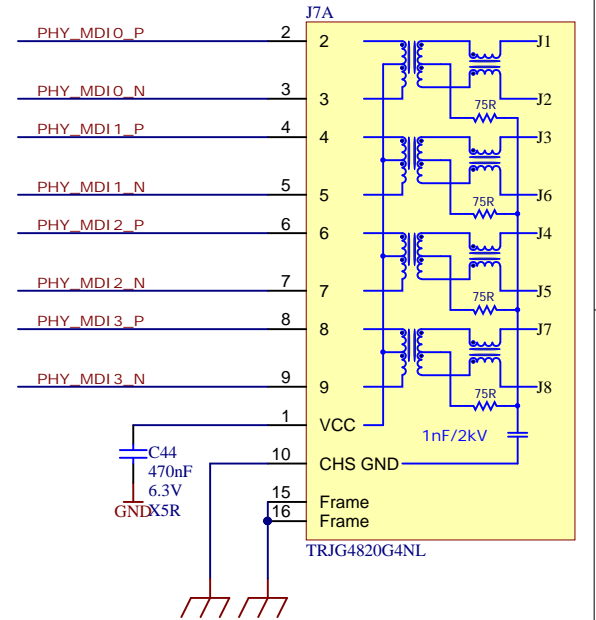 J7A
PHY_MDI0_P 2 2 J1
PHY_MDI0_N 3 3 75R J2
PHY_MDI1_P 4 4 J3
PHY_MDI1_N 5 5 75R J6
PHY_MDI2_P 6 6 J4
PHY_MDI2_N 7 7 75R J5
PHY_MDI3_P 8 8 J7
PHY_MDI3_N 9 9 75R J8
1 VCC 1nF/2kV
C44 10 CHS GND
470nF
6.3V 15 Frame
GND X5R 16 Frame
TRJG4820G4NL